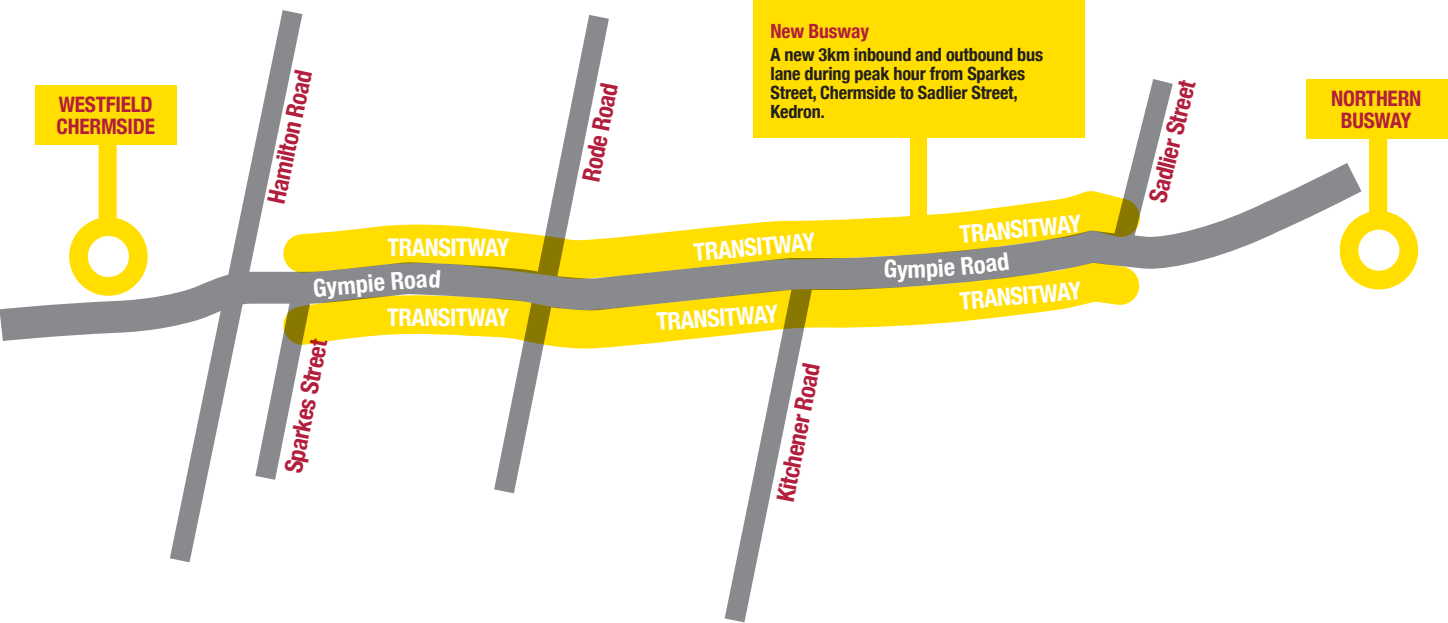 New Busway
A new 3km inbound and outbound bus
lane during peak hour from Sparkes
Street, Chermside to Sadlier Street,
Kedron.
WESTFIELD
CHERMSIDE
Hamilton Road
Rode Road
Sadlier Street
NORTHERN
BUSWAY
TRANSITWAY
TRANSITWAY
TRANSITWAY
Gympie Road
Gympie Road
TRANSITWAY
TRANSITWAY
TRANSITWAY
Sparkes Street
Kitchener Road